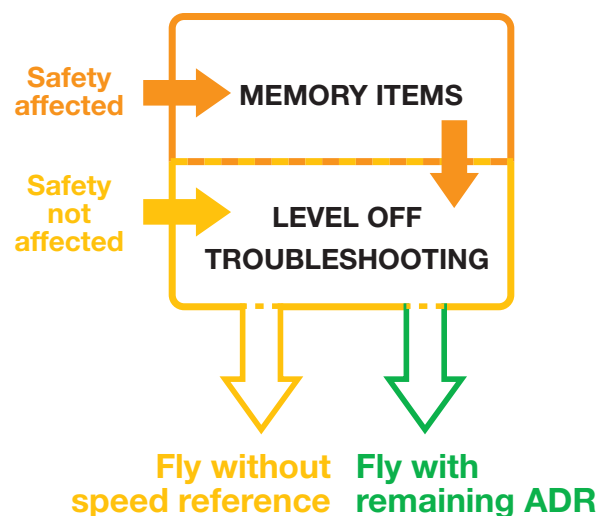 Safety
affected
MEMORY ITEMS
Safety
not
affected
LEVEL OFF
TROUBLESHOOTING
Fly without
speed reference
Fly with
remaining ADR